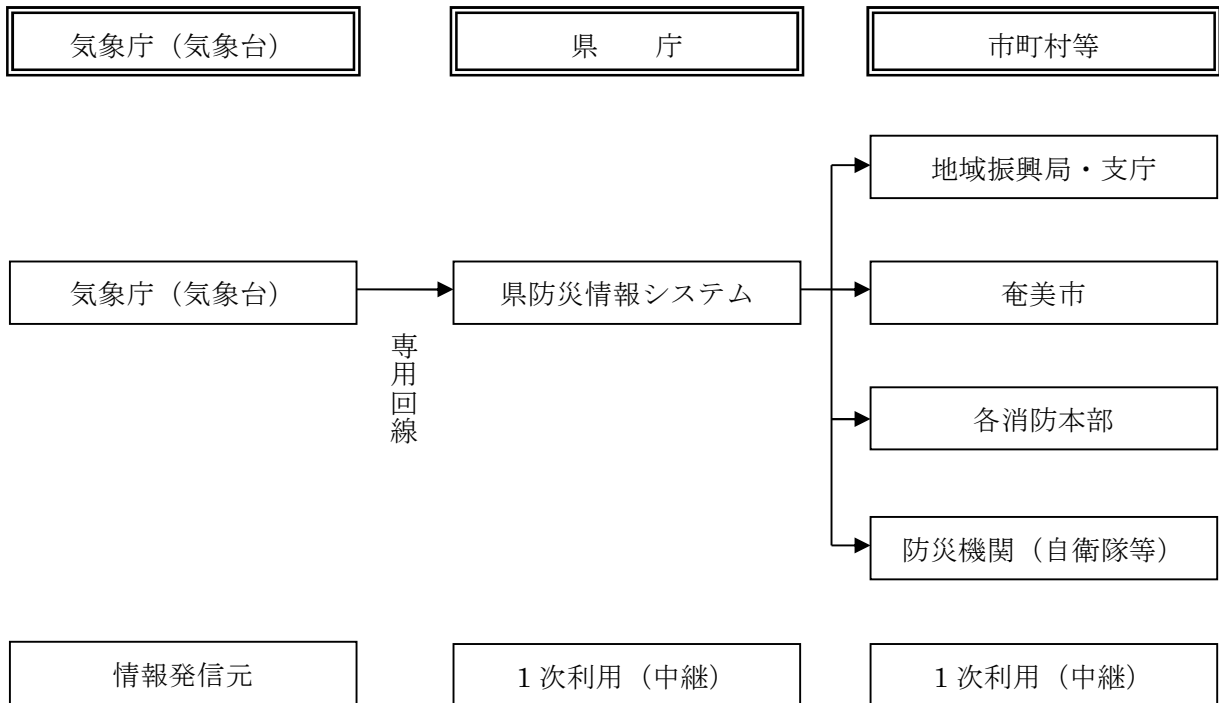 気象庁（気象台）
県　　庁
市町村等
地域振興局・支庁
気象庁（気象台）
県防災情報システム
奄美市
専用回線
各消防本部
防災機関（自衛隊等）
情報発信元
1次利用（中継）
1次利用（中継）